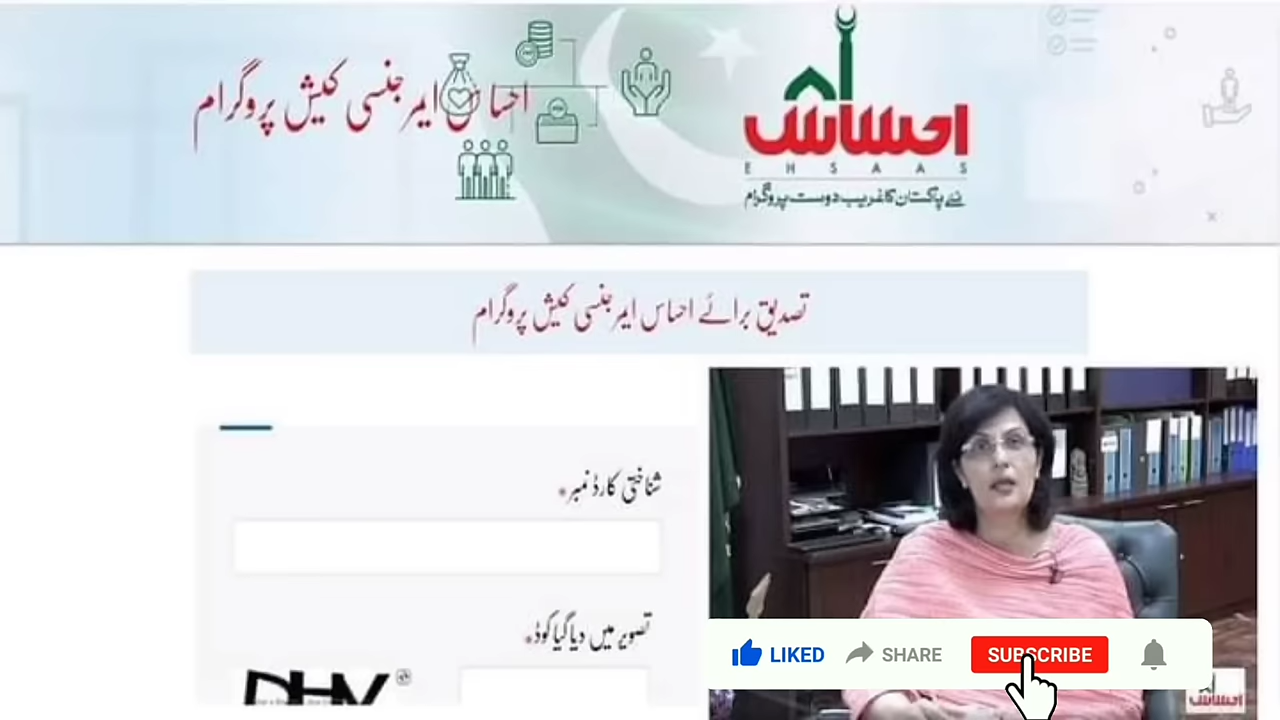 احساس ایمرجنسی کیش پروگرام
احساس
EHSAAS
نئے پاکستان کا غریب دوست پروگرام
تصدیق برائے احساس ایمرجنسی کیش پروگرام
شناختی کارڈ نمبر *
تصویر میں دیا گیا کوڈ *
LIKED
SHARE
SUBSCRIBE
احساس